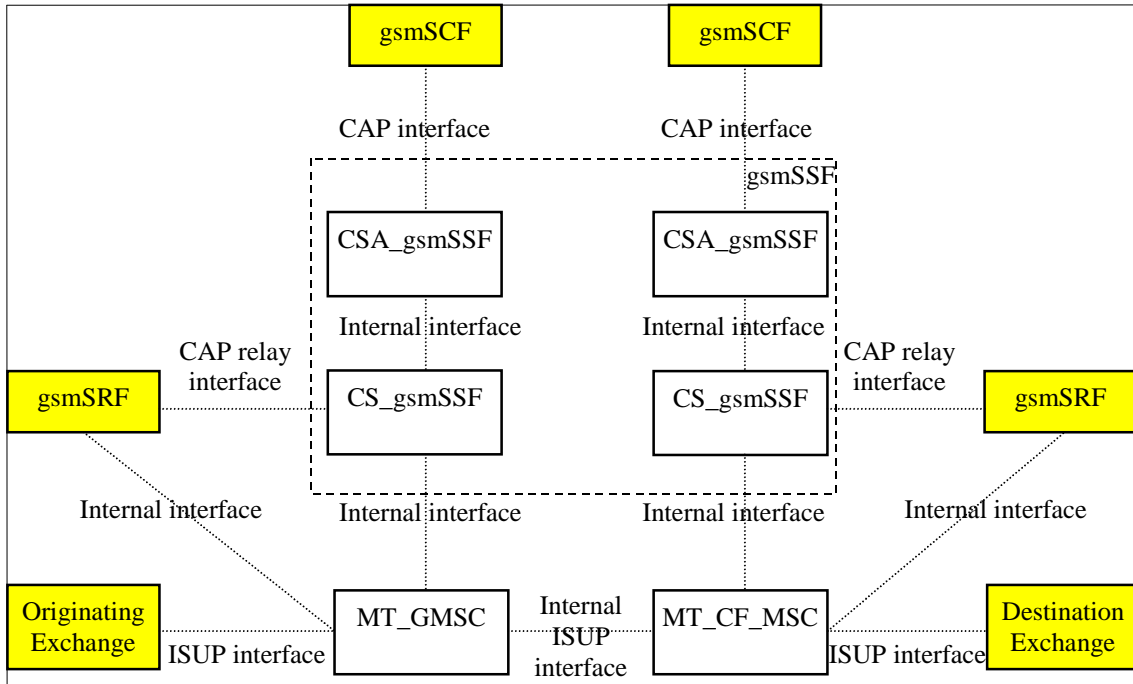 gsmSCF
gsmSCF
CAP interface
CAP interface
gsmSSF
CSA_gsmSSF
CSA_gsmSSF
Internal interface
Internal interface
CAP relay
interface
CAP relay
interface
gsmSRF
CS_gsmSSF
CS_gsmSSF
gsmSRF
Internal interface
Internal interface
Internal interface
Internal interface
Originating
Exchange
ISUP interface
MT_GMSC
Internal
ISUP
interface
MT_CF_MSC
ISUP interface
Destination
Exchange